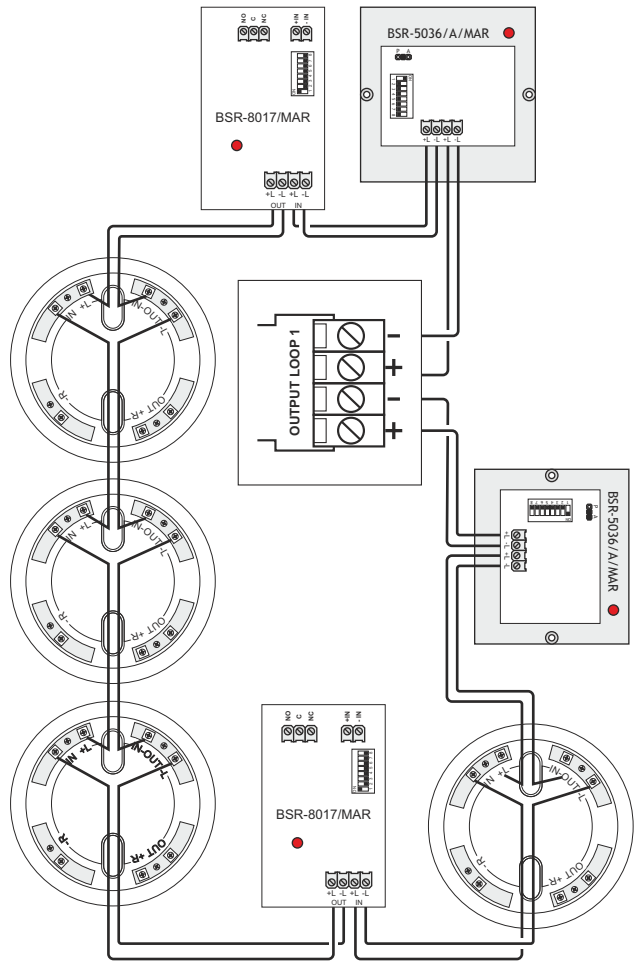 NO C NC
+IN - IN
BSR-8017/MAR
+L -L +L -L
OUT IN
BSR-5036/A/MAR
P A
+L -L +L -L
IN +L
IN-OUT-L
-R
OUT +R
OUTPUT LOOP 1
-
+
-
+
BSR-5036/A/MAR
P A
+L
-L
+L
-L
IN +L
IN-OUT-L
-R
OUT +R
IN +L
IN-OUT-L
-R
OUT +R
NO C NC
+IN - IN
BSR-8017/MAR
+L -L +L -L
OUT IN
IN +L
IN-OUT-L
- R
OUT +R